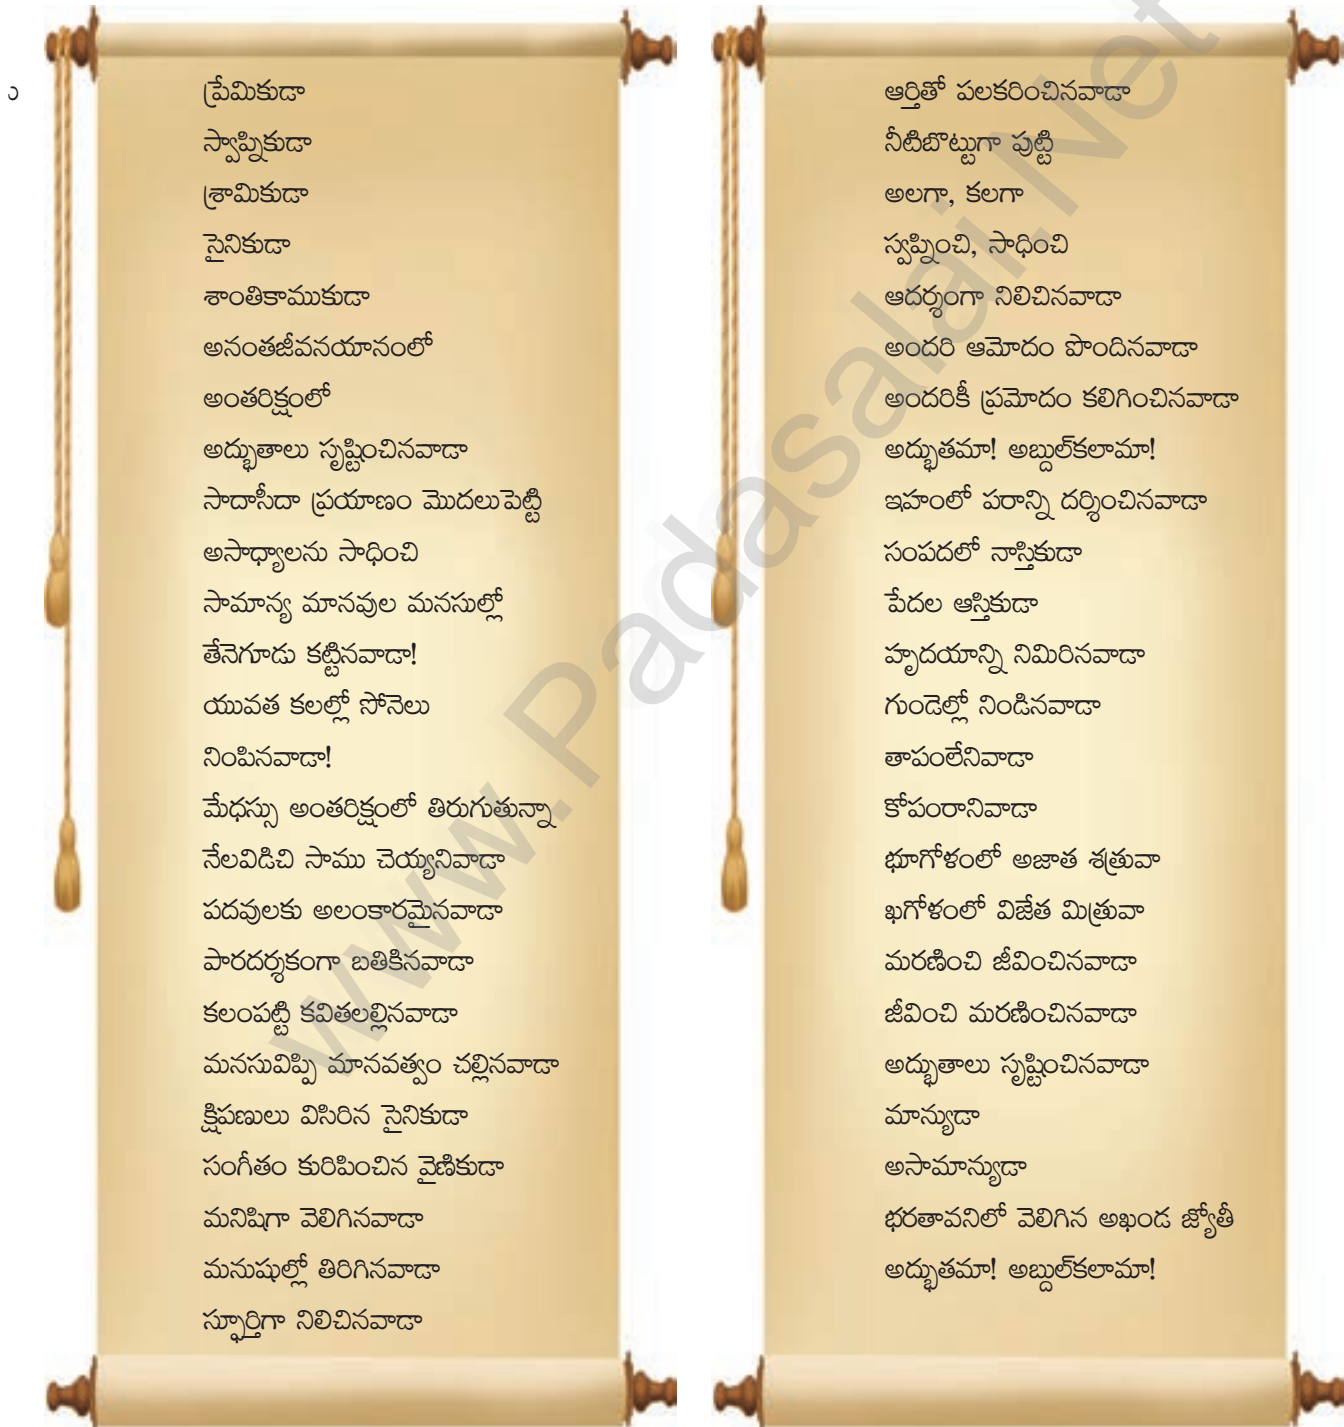 ప్రేమికుడా
స్వాప్నికుడా
శ్రామికుడా
సైనికుడా
శాంతికాముకుడా
అనంతజీవనయానంలో
అంతరిక్షంలో
అద్భుతాలు సృష్టించినవాడా
సాదాసీదా ప్రయాణం మొదలుపెట్టి
అసాధ్యాలను సాధించి
సామాన్య మానవుల మనసుల్లో
తేనెగూడు కట్టినవాడా!
యువత కలల్లో సోనెలు
నింపినవాడా!
మేధస్సు అంతరిక్షంలో తిరుగుతున్నా
నేలవిడిచి సాము చెయ్యనివాడా
పదవులకు అలంకారమైనవాడా
పారదర్శకంగా బతికినవాడా
కలంపట్టి కవితలల్లినవాడా
మనసువిప్పి మానవత్వం చల్లినవాడా
క్షిపణులు విసిరిన సైనికుడా
సంగీతం కురిపించిన వైణికుడా
మనిషిగా వెలిగినవాడా
మనుషుల్లో తిరిగినవాడా
స్ఫూర్తిగా నిలిచినవాడా
ఆర్తితో పలకరించినవాడా
నీటిబొట్టుగా పుట్టి
అలగా, కలగా
స్వప్నించి, సాధించి
ఆదర్శంగా నిలిచినవాడా
అందరి ఆమోదం పొందినవాడా
అందరికీ ప్రమోదం కలిగించినవాడా
అద్భుతమా! అబ్దుల్‌కలామా!
ఇహంలో పరాన్ని దర్శించినవాడా
సంపదలో నాస్తికుడా
పేదల ఆస్తికుడా
హృదయాన్ని నిమిరినవాడా
గుండెల్లో నిండినవాడా
తాపంలేనివాడా
కోపంరానివాడా
భూగోళంలో అజాత శత్రువా
ఖగోళంలో విజేత మిత్రువా
మరణించి జీవించినవాడా
జీవించి మరణించినవాడా
అద్భుతాలు సృష్టించినవాడా
మాన్యుడా
అసామాన్యుడా
భరతావనిలో వెలిగిన అఖండ జ్యోతీ
అద్భుతమా! అబ్దుల్‌కలామా!
www.Padasalai.Net